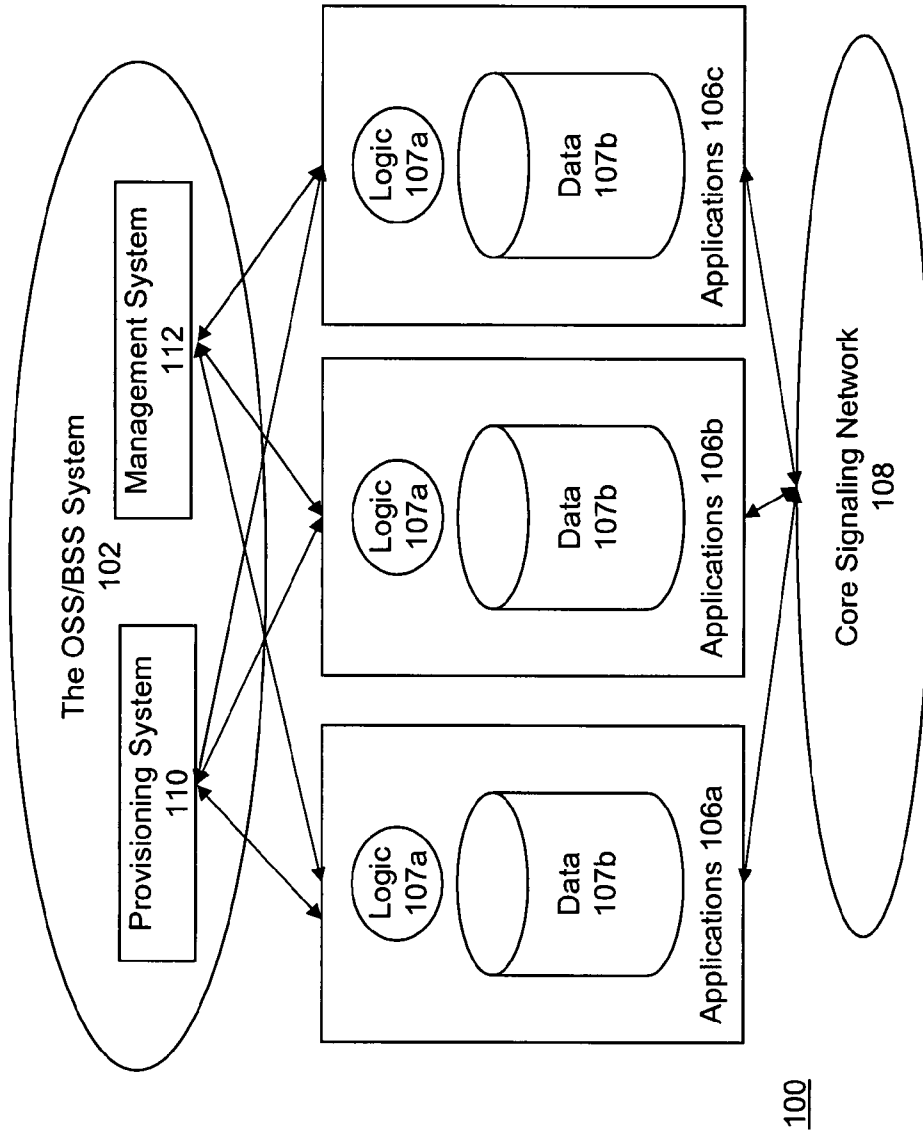 The OSS/BSS System
102
Provisioning System
110
Management System
112
Logic
107a
Data
107b
Applications 106a
Logic
107a
Data
107b
Applications 106b
Logic
107a
Data
107b
Applications 106c
Core Signaling Network
108
100